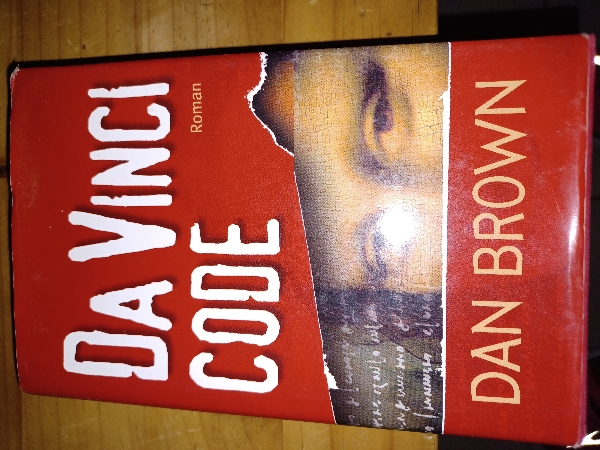 DAN BROWN
DA VINCI
CODE
Roman